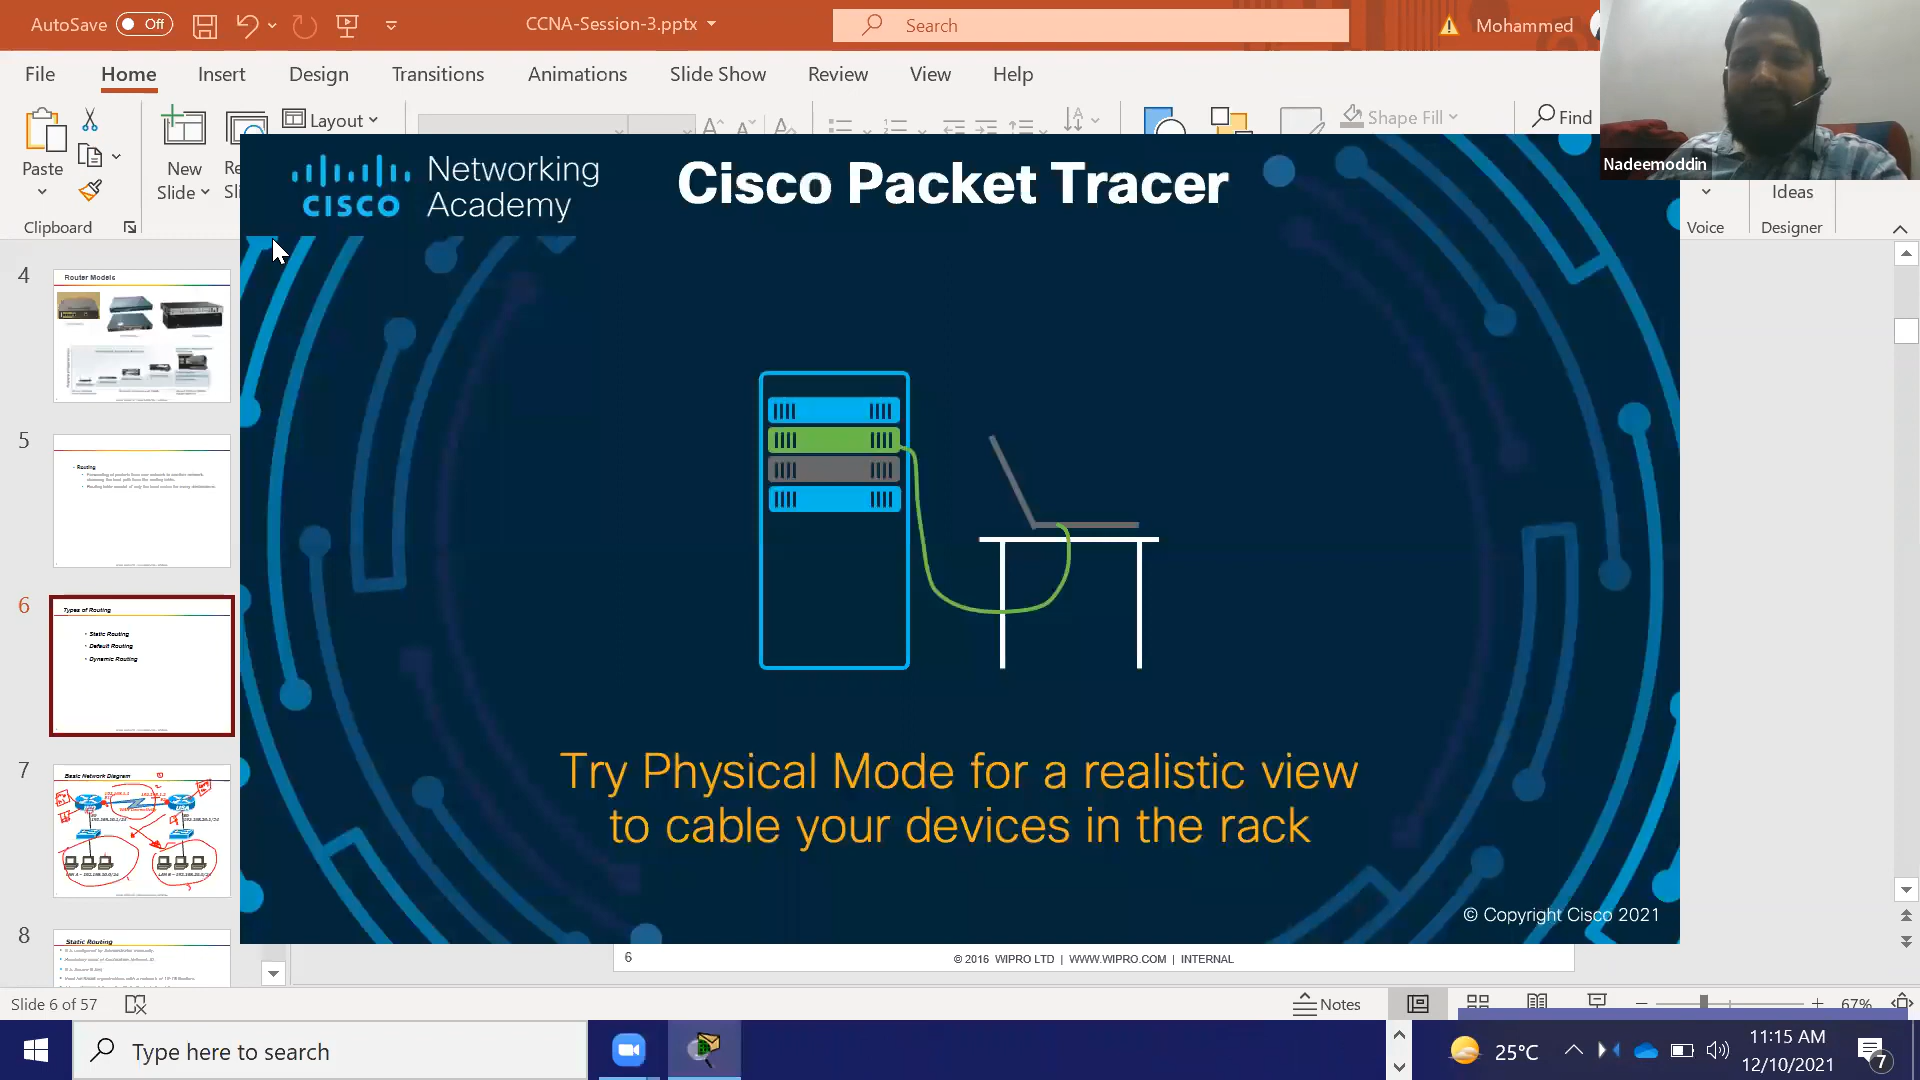 AutoSave Off
CCNA-Session-3.pptx
Search
Mohammed
File Home Insert Design Transitions Animations Slide Show Review View Help
Paste
New
Slide
Layout
Shape Fill
Find
Clipboard
Voice
Ideas
Designer
Nadeemoddin
CISCO Networking
Academy
Cisco Packet Tracer
Try Physical Mode for a realistic view
to cable your devices in the rack
© Copyright Cisco 2021
4
Router Models
5
Routing
6
Types of Routing
Static Routing
Default Routing
Dynamic Routing
7
Basic Network Diagram
8
Static Routing
6
© 2016 WIPRO LTD | WWW.WIPRO.COM | INTERNAL
Slide 6 of 57
Notes
67%
Type here to search
25°C
11:15 AM
12/10/2021
7